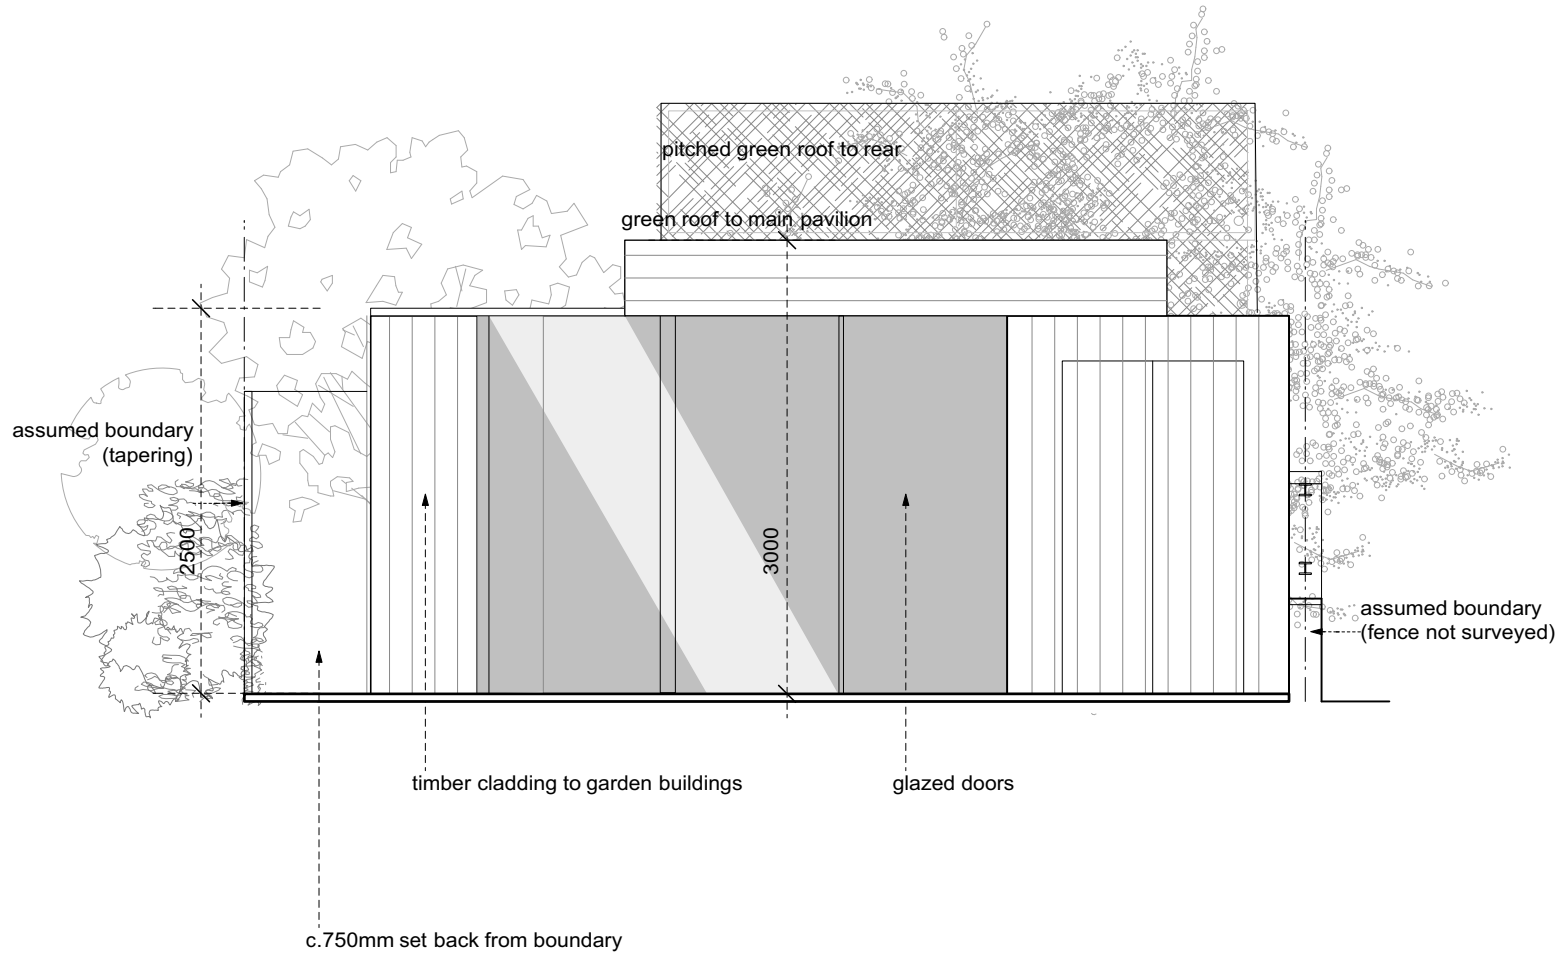 pitched green roof to rear
green roof to main pavilion
assumed boundary
(tapering)
2500
3000
assumed boundary
(fence not surveyed)
timber cladding to garden buildings
glazed doors
c.750mm set back from boundary